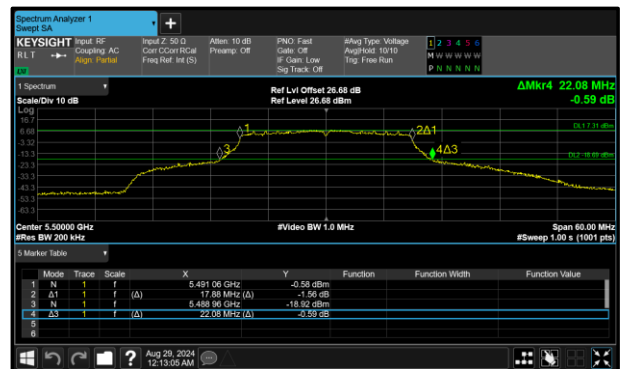 Spectrum Analyzer 1
Swept SA
KEYSIGHT Input: RF Input Z: 50 Ω Atten: 10 dB PNO: Fast #Avg Type: Voltage 1 2 3 4 5 6
RLT Coupling: AC Corr CCorr RCal Preamp: Off Gate: Off Avg|Hold: 10/10 M W W W W W
Align: Partial Freq Ref: Int (S) IF Gain: Low Trig: Free Run
Sig Track: Off P N N N N N
LXI
1 Spectrum Ref Lvl Offset 26.68 dB ΔMkr4 22.08 MHz
Scale/Div 10 dB Ref Level 26.68 dBm -0.59 dB
Log
16.7
6.68 1 2Δ1 DL1 7.31 dBm
-3.32
-13.3 3 4Δ3
-23.3
-33.3
-43.3
-53.3
-63.3
Center 5.50000 GHz #Video BW 1.0 MHz Span 60.00 MHz
#Res BW 200 kHz #Sweep 1.00 s (1001 pts)
5 Marker Table
Mode Trace Scale X Y Function Function Width Function Value
1 N 1 f 5.491 06 GHz -0.58 dBm
2 Δ1 1 f (Δ) 17.88 MHz (Δ) -1.56 dB
3 N 1 f 5.488 96 GHz -18.92 dBm
4 Δ3 1 f (Δ) 22.08 MHz (Δ) -0.59 dB
5
6
? Aug 29, 2024
12:13:05 AM